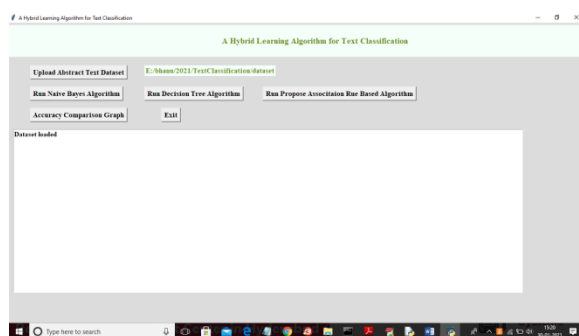 A Hybrid Learning Algorithm for Text Classification
A Hybrid Learning Algorithm for Text Classification
Upload Abstract Text Dataset E:/bhanu/2021/TextClassification/dataset
Run Naive Bayes Algorithm Run Decision Tree Algorithm Run Propose Associtaion Rue Based Algorithm
Accuracy Comparison Graph Exit
Dataset loaded
Type here to search
15:20